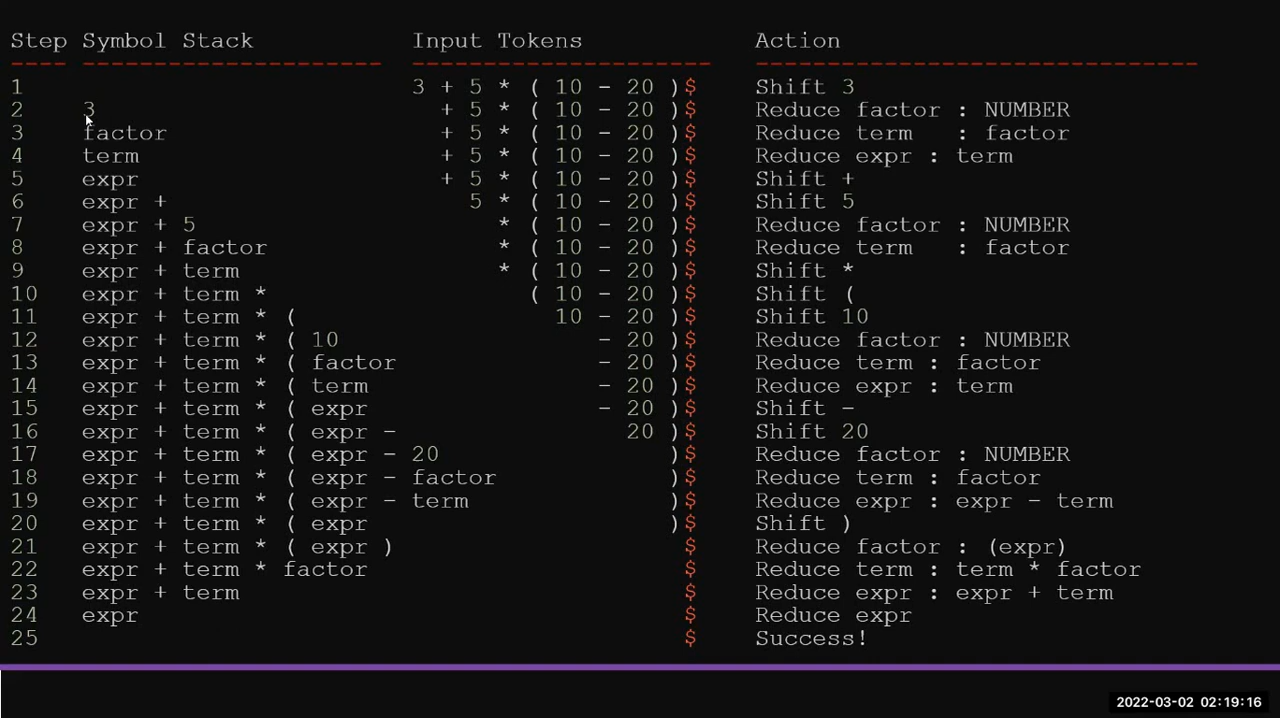 Step Symbol Stack Input Tokens Action
---- --------------------- --------------------- -------------------------------
1 3 + 5 * ( 10 - 20 )$ Shift 3
2 3 + 5 * ( 10 - 20 )$ Reduce factor : NUMBER
3 factor + 5 * ( 10 - 20 )$ Reduce term : factor
4 term + 5 * ( 10 - 20 )$ Reduce expr : term
5 expr + 5 * ( 10 - 20 )$ Shift +
6 expr + 5 * ( 10 - 20 )$ Shift 5
7 expr + 5 * ( 10 - 20 )$ Reduce factor : NUMBER
8 expr + factor * ( 10 - 20 )$ Reduce term : factor
9 expr + term * ( 10 - 20 )$ Shift *
10 expr + term * ( 10 - 20 )$ Shift (
11 expr + term * ( 10 - 20 )$ Shift 10
12 expr + term * ( 10 - 20 )$ Reduce factor : NUMBER
13 expr + term * ( factor - 20 )$ Reduce term : factor
14 expr + term * ( term - 20 )$ Reduce expr : term
15 expr + term * ( expr - 20 )$ Shift -
16 expr + term * ( expr - 20 )$ Shift 20
17 expr + term * ( expr - 20 )$ Reduce factor : NUMBER
18 expr + term * ( expr - factor )$ Reduce term : factor
19 expr + term * ( expr - term )$ Reduce expr : expr - term
20 expr + term * ( expr )$ Shift )
21 expr + term * ( expr ) $ Reduce factor : (expr)
22 expr + term * factor $ Reduce term : term * factor
23 expr + term $ Reduce expr : expr + term
24 expr $ Reduce expr
25 $ Success!
2022-03-02 02:19:16